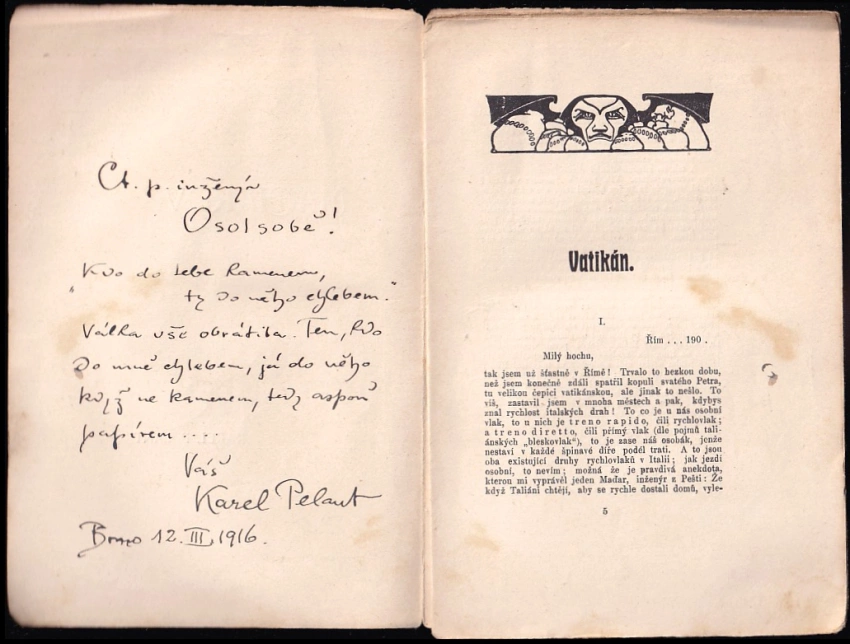 Ct. p. inženýr
Osolsobě!
"Kdo do tebe kamenem,
ty do něho chlebem."
Válka vše obrátila. Ten, kdo
do mně chlebem, já do něho
když ne kamenem, tedy aspoň
papírem ....
Váš
Karel Pelant
Brno 12. III. 1916.
Vatikán.
I.
Řím . . . 190 .
Milý hochu,
tak jsem už šťastně v Římě! Trvalo to hezkou dobu,
než jsem konečně zdáli spatřil kopuli svatého Petra,
tu velikou čepici vatikánskou, ale jinak to nešlo. To
víš, zastavil jsem v mnoha městech a pak, kdybys
znal rychlost italských drah! To co je u nás osobní
vlak, to u nich je treno rapido, čili rychlovlak;
a treno diretto, čili přímý vlak (dle pojmů tali-
ánských „bleskovlak"), to je zase náš osobák, jenže
nestaví v každé špinavé díře podél trati. A to jsou
oba existující druhy rychlovlaků v Itálii; jak jezdí
osobní, to nevím; možná že je pravdivá anekdota,
kterou mi vyprávěl jeden Maďar, inženýr z Pešti: Že
když Taliáni chtějí, aby se rychle dostali domů, vyle-
5